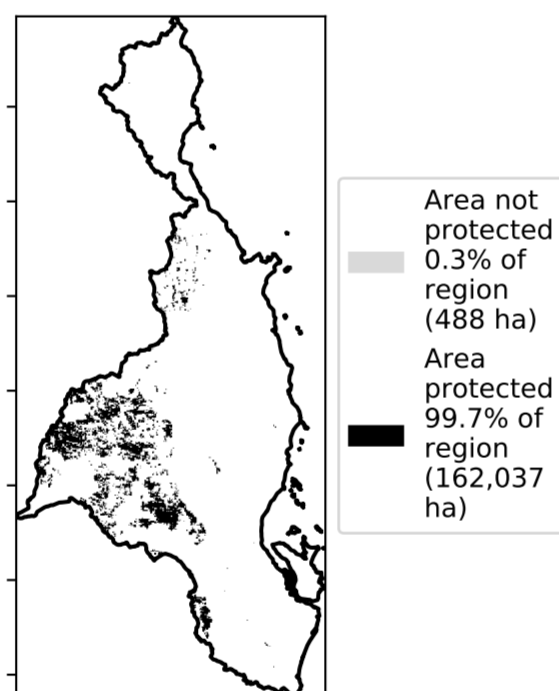 Area not
protected
0.3% of
region
(488 ha)
Area
protected
99.7% of
region
(162,037
ha)